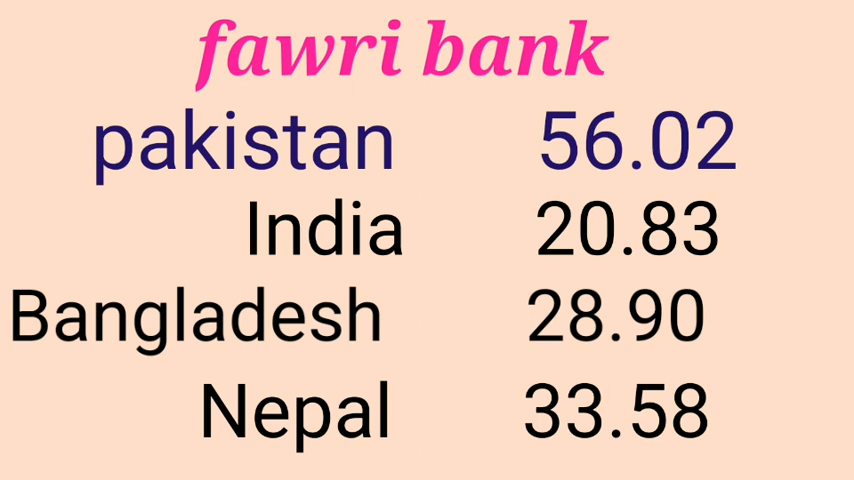 fawri bank
pakistan 56.02
India 20.83
Bangladesh 28.90
Nepal 33.58